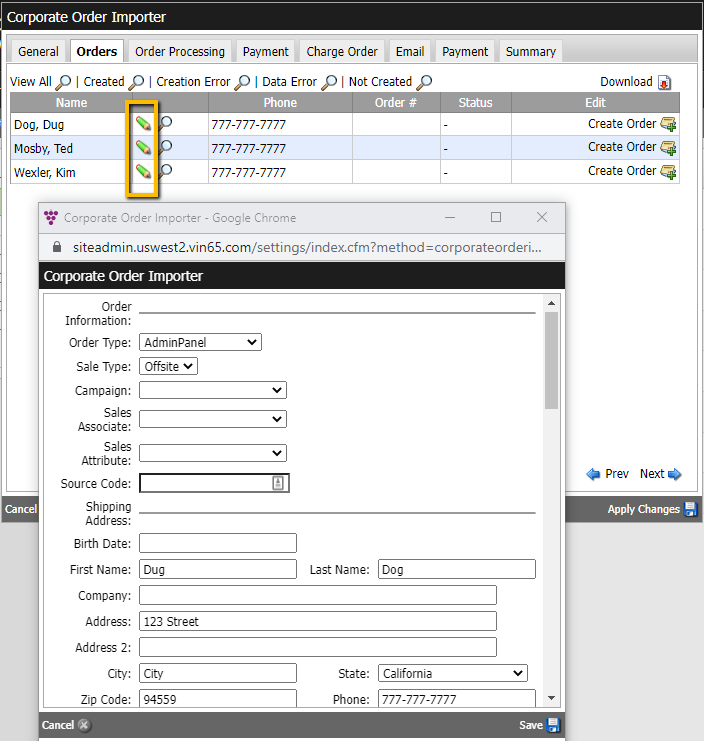 Corporate Order Importer
General Orders Order Processing Payment Charge Order Email Payment Summary
View All | Created | Creation Error | Data Error | Not Created Download
Name Phone Order # Status Edit
Dog, Dug 777-777-7777 - Create Order
Mosby, Ted 777-777-7777 - Create Order
Wexler, Kim 777-777-7777 - Create Order
Corporate Order Importer - Google Chrome
siteadmin.uswest2.vin65.com/settings/index.cfm?method=corporateorderi...
Corporate Order Importer
Order
Information:
Order Type: AdminPanel
Sale Type: Offsite
Campaign:
Sales
Associate:
Sales
Attribute:
Source Code:
Prev Next
Cancel Apply Changes
Shipping
Address:
Birth Date:
First Name: Dug Last Name: Dog
Company:
Address: 123 Street
Address 2:
City: City State: California
Zip Code: 94559 Phone: 777-777-7777
Cancel Save